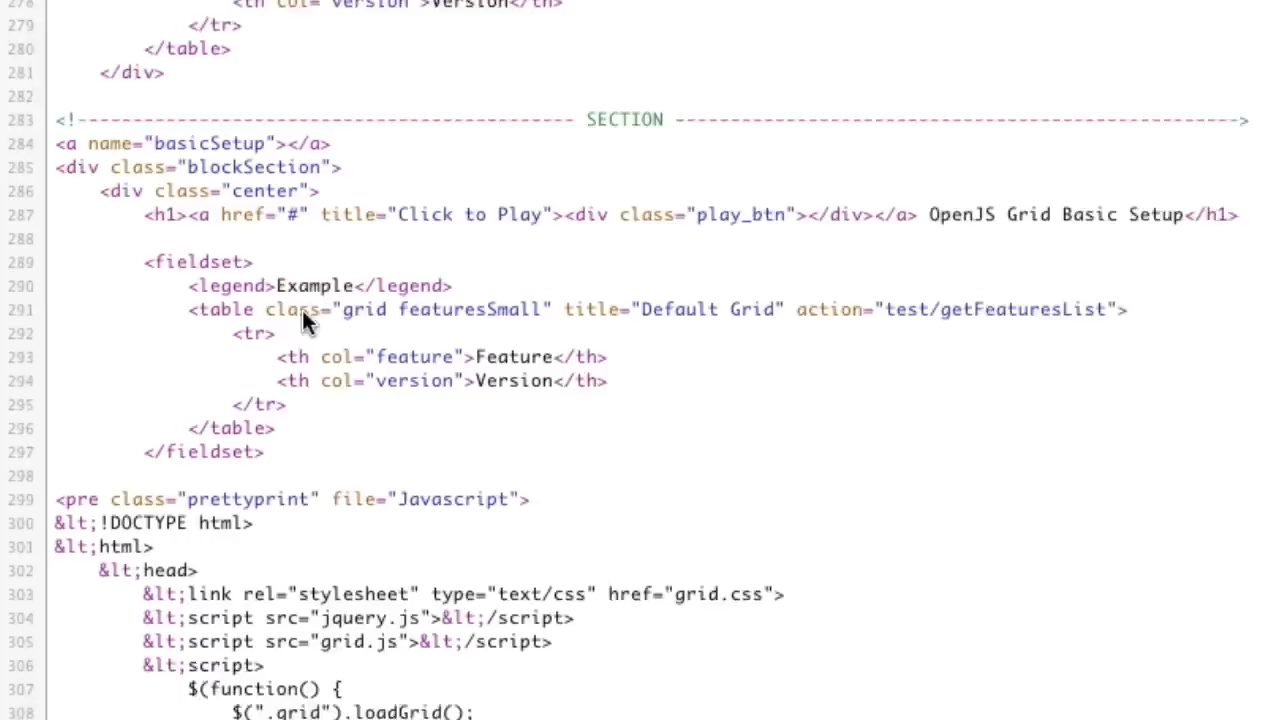 278 <th col="version">Version</th>
279 </tr>
280 </table>
281 </div>
282
283 <!--------------------------------------------- SECTION --------------------------------------------------->
284 <a name="basicSetup"></a>
285 <div class="blockSection">
286 <div class="center">
287 <h1><a href="#" title="Click to Play"><div class="play_btn"></div></a> OpenJS Grid Basic Setup</h1>
288
289 <fieldset>
290 <legend>Example</legend>
291 <table class="grid featuresSmall" title="Default Grid" action="test/getFeaturesList">
292 <tr>
293 <th col="feature">Feature</th>
294 <th col="version">Version</th>
295 </tr>
296 </table>
297 </fieldset>
298
299 <pre class="prettyprint" file="Javascript">
300 &lt;!DOCTYPE html>
301 &lt;html>
302 &lt;head>
303 &lt;link rel="stylesheet" type="text/css" href="grid.css">
304 &lt;script src="jquery.js">&lt;/script>
305 &lt;script src="grid.js">&lt;/script>
306 &lt;script>
307 $(function() {
308 $(".grid").loadGrid();